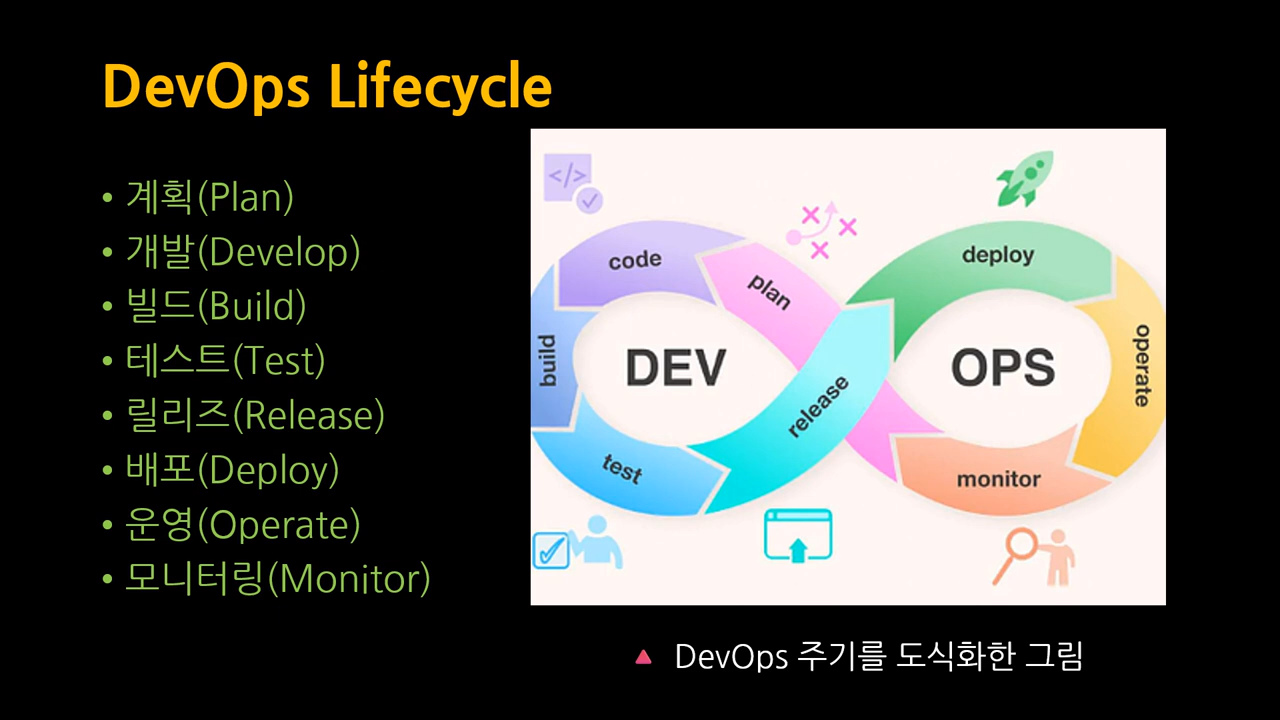 DevOps Lifecycle
• 계획(Plan)
• 개발(Develop)
• 빌드(Build)
• 테스트(Test)
• 릴리즈(Release)
• 배포(Deploy)
• 운영(Operate)
• 모니터링(Monitor)
</>
code
plan
build
DEV
test
release
deploy
OPS
operate
monitor
🔺 DevOps 주기를 도식화한 그림